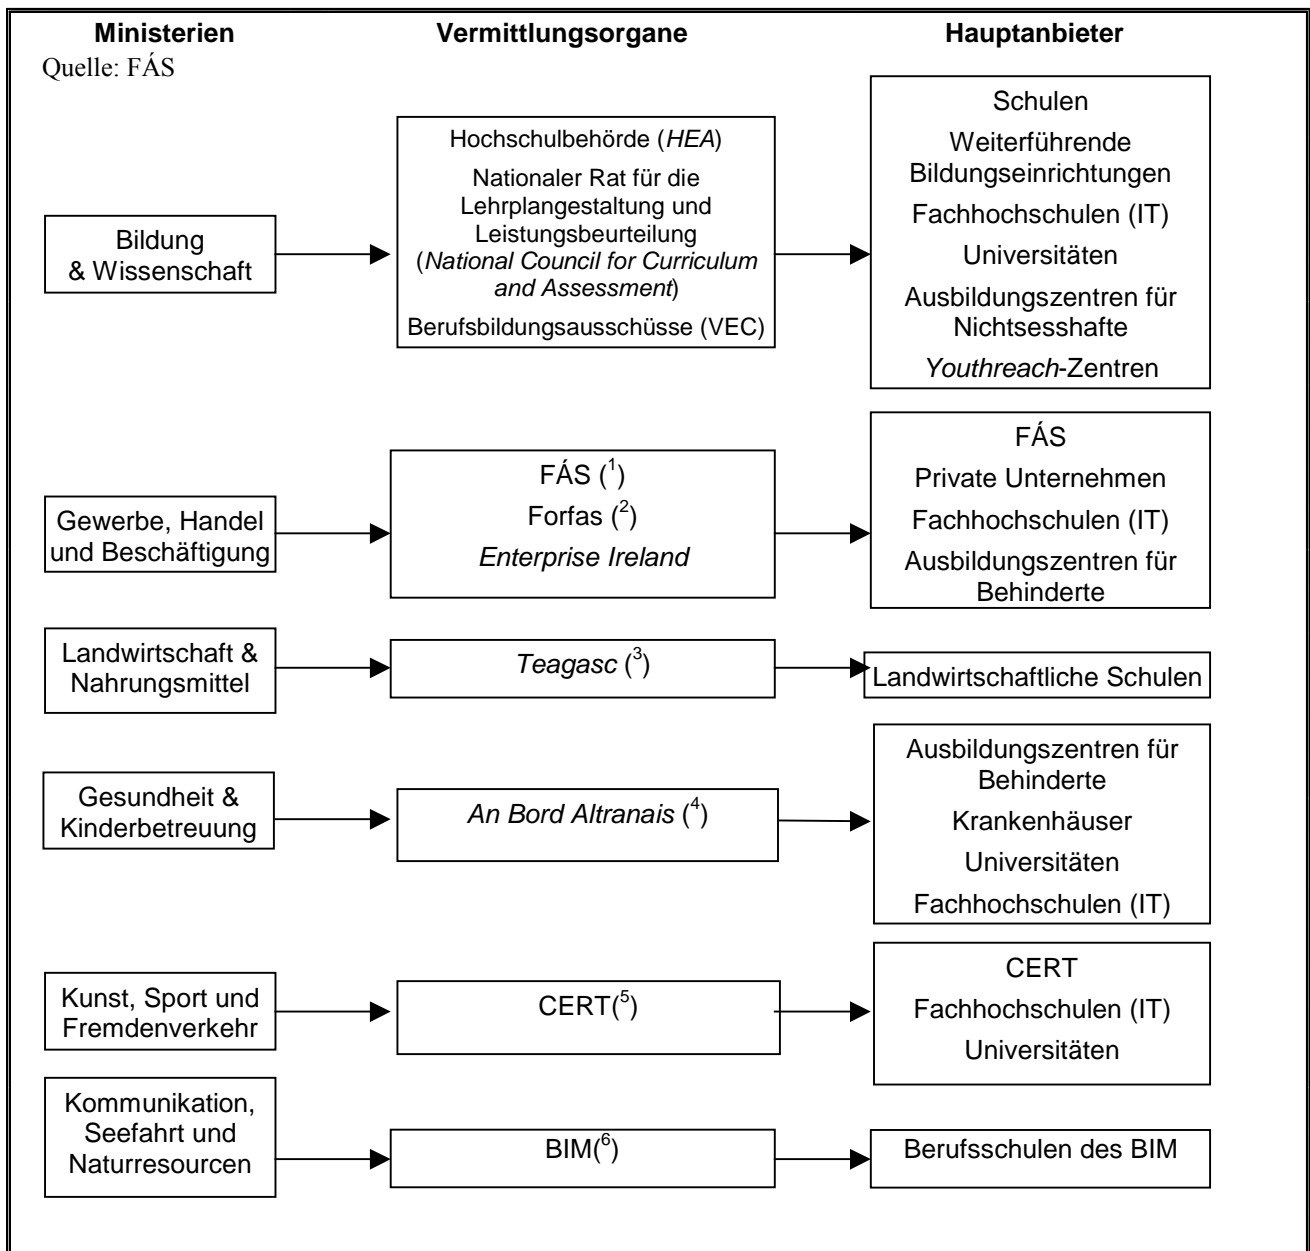 Ministerien Vermittlungsorgane Hauptanbieter
Quelle: FÁS
Bildung
& Wissenschaft
Hochschulbehörde (HEA)
Nationaler Rat für die
Lehrplangestaltung und
Leistungsbeurteilung
(National Council for Curriculum
and Assessment)
Berufsbildungsausschüsse (VEC)
Schulen
Weiterführende
Bildungseinrichtungen
Fachhochschulen (IT)
Universitäten
Ausbildungszentren für
Nichtsesshafte
Youthreach-Zentren
Gewerbe, Handel
und Beschäftigung
FÁS (1)
Forfas (2)
Enterprise Ireland
FÁS
Private Unternehmen
Fachhochschulen (IT)
Ausbildungszentren für
Behinderte
Landwirtschaft &
Nahrungsmittel
Teagasc (3)
Landwirtschaftliche Schulen
Gesundheit &
Kinderbetreuung
An Bord Altranais (4)
Ausbildungszentren für
Behinderte
Krankenhäuser
Universitäten
Fachhochschulen (IT)
Kunst, Sport und
Fremdenverkehr
CERT(5)
CERT
Fachhochschulen (IT)
Universitäten
Kommunikation,
Seefahrt und
Naturresourcen
BIM(6)
Berufsschulen des BIM